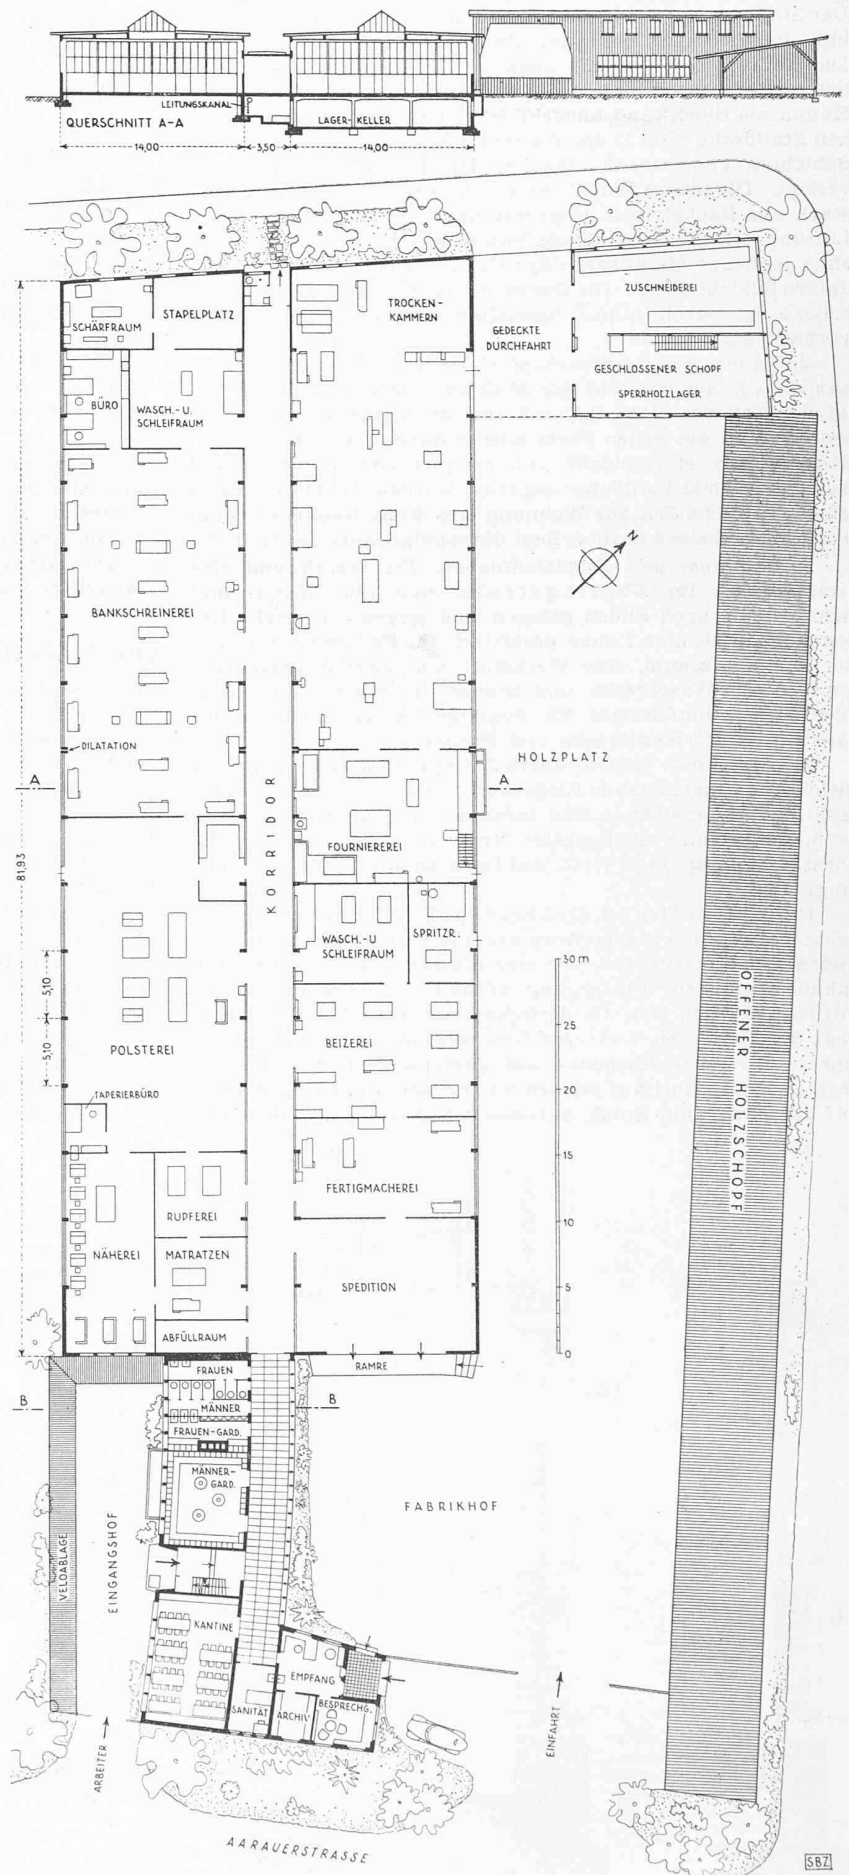 LEITUNGSKANAL
QUERSCHNITT A-A
LAGER-KELLER
14,00
3,50
14,00
SCHÄRFRAUM
STAPELPLATZ
TROCKEN-
KAMMERN
ZUSCHNEIDEREI
GEDECKTE
DURCHFAHRT
GESCHLOSSENER SCHOPF
SPERRHOLZLAGER
BÜRO
WASCH.- U.
SCHLEIFRAUM
N
BANKSCHREINEREI
DILATATION
HOLZPLATZ
A
A
KORRIDOR
FOURNIEREREI
81,93
WASCH.- U
SCHLEIFRAUM
SPRITZR.
30 m
OFFENER HOLZSCHOPF
5,10
5,10
25
BEIZEREI
POLSTEREI
20
TAPERIERBÜRO
15
FERTIGMACHEREI
RUPFEREI
10
NÄHEREI
MATRATZEN
5
SPEDITION
ABFÜLLRAUM
0
RAMRE
FRAUEN
B
MÄNNER
B
FRAUEN-GARD.
MÄNNER-
GARD.
FABRIKHOF
EINGANGSHOF
VELOABLAGE
KANTINE
EMPFANG
SANITÄT
ARCHIV
BESPRECHG.
EINFAHRT
ARBEITER
AARAUERSTRASSE
SBZ